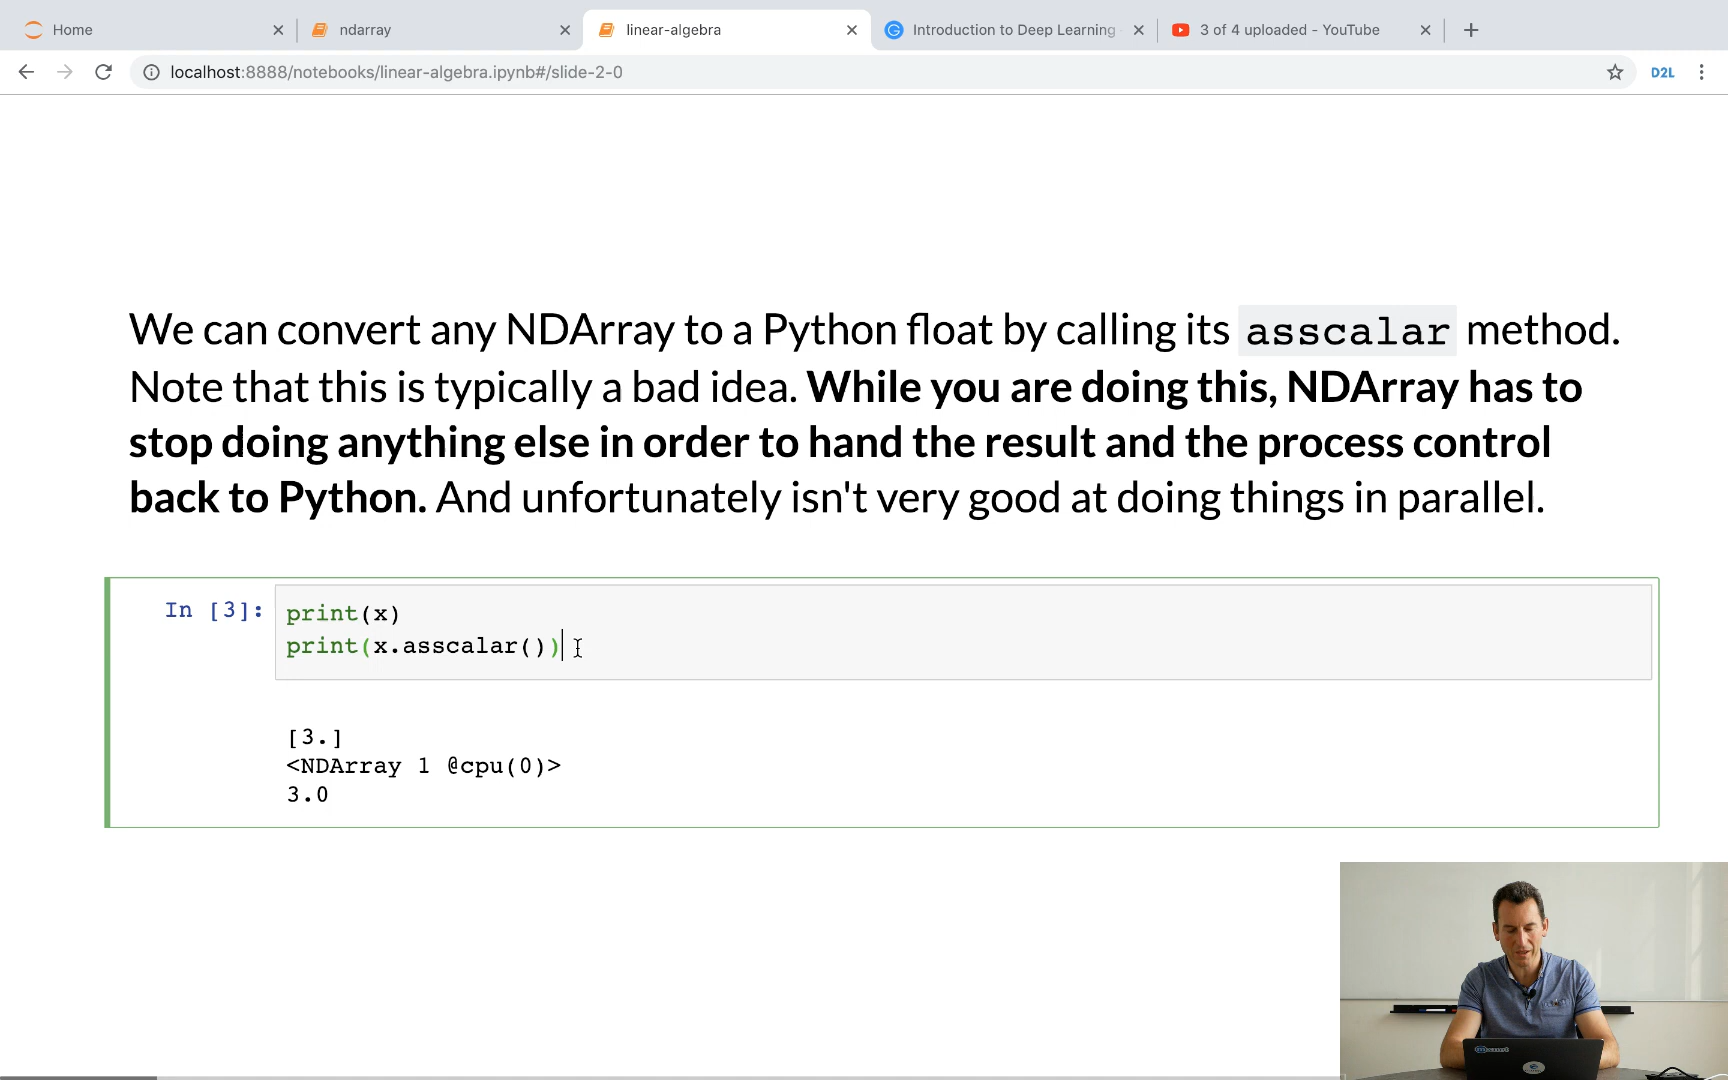 Home
ndarray
linear-algebra
Introduction to Deep Learning
3 of 4 uploaded - YouTube
localhost:8888/notebooks/linear-algebra.ipynb#/slide-2-0
D2L
We can convert any NDArray to a Python float by calling its asscalar method.
Note that this is typically a bad idea. While you are doing this, NDArray has to
stop doing anything else in order to hand the result and the process control
back to Python. And unfortunately isn't very good at doing things in parallel.
In [3]:
print(x)
print(x.asscalar())
[3.]
<NDArray 1 @cpu(0)>
3.0
mxnet